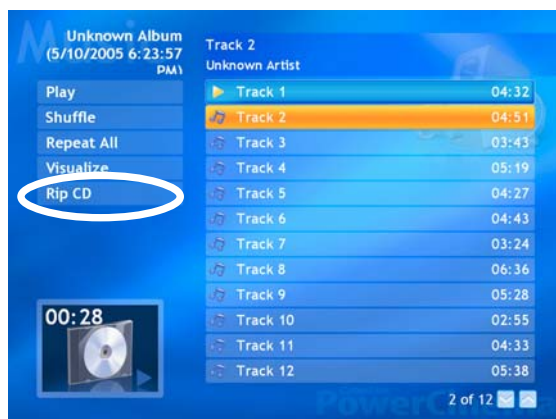 Unknown Album
(5/10/2005 6:23:57
PM)
Track 2
Unknown Artist
Play
Shuffle
Repeat All
Visualize
Rip CD
Track 1 04:32
Track 2 04:51
Track 3 03:43
Track 4 05:19
Track 5 04:27
Track 6 04:43
Track 7 03:24
Track 8 06:36
Track 9 05:28
Track 10 02:55
Track 11 04:33
Track 12 05:38
00:28
2 of 12